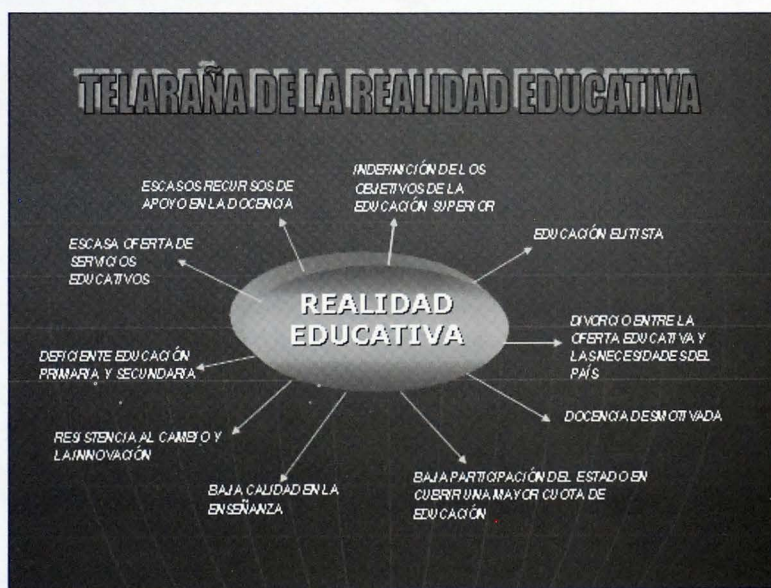 TELARAÑA DE LA REALIDAD EDUCATIVA
INDEFINICIÓN DE LOS
OBJETIVOS DE LA
EDUCACIÓN SUPERIOR
ESCASOS RECURSOS DE
APOYO EN LA DOCENCIA
EDUCACIÓN ELITISTA
ESCASA OFERTA DE
SERVICIOS
EDUCATIVOS
REALIDAD
EDUCATIVA
DIVORCIO ENTRE LA
OFERTA EDUCATIVA Y
LAS NECESIDADES DEL
PAÍS
DEFICIENTE EDUCACIÓN
PRIMARIA Y SECUNDARIA
DOCENCIA DESMOTIVADA
RESISTENCIA AL CAMBIO Y
LA INNOVACIÓN
BAJA CALIDAD EN LA
ENSEÑANZA
BAJA PARTICIPACIÓN DEL ESTADO EN
CUBRIR UNA MAYOR CUOTA DE
EDUCACIÓN